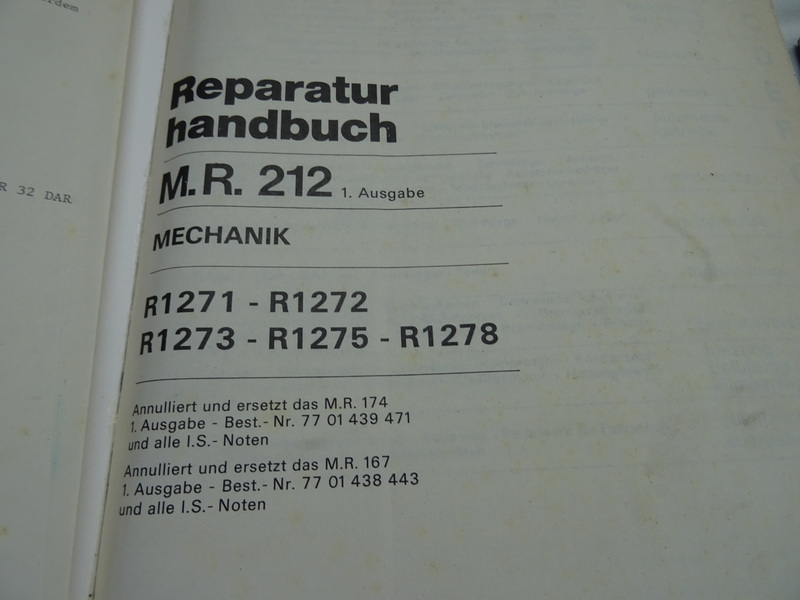 R 32 DAR
Reparatur
handbuch
M.R. 212 1. Ausgabe
MECHANIK
R1271 - R1272
R1273 - R1275 - R1278
Annulliert und ersetzt das M.R. 174
1. Ausgabe - Best.- Nr. 77 01 439 471
und alle I.S.- Noten
Annulliert und ersetzt das M.R. 167
1. Ausgabe - Best.- Nr. 77 01 438 443
und alle I.S.- Noten